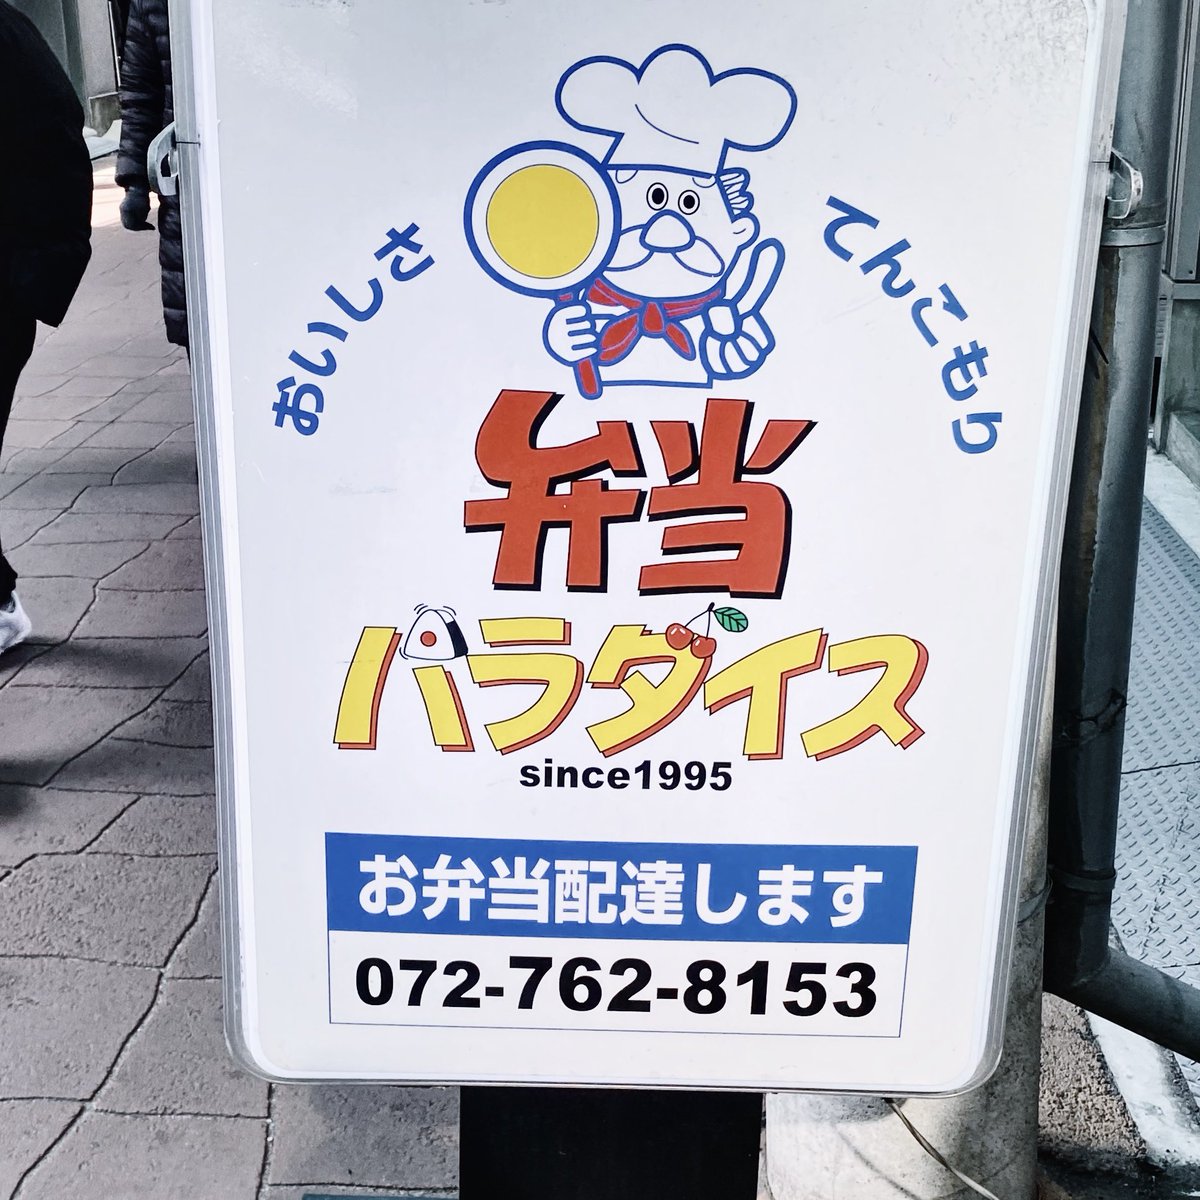 おいしさ
てんこもり
弁当
パラダイス
since1995
お弁当配達します
072-762-8153